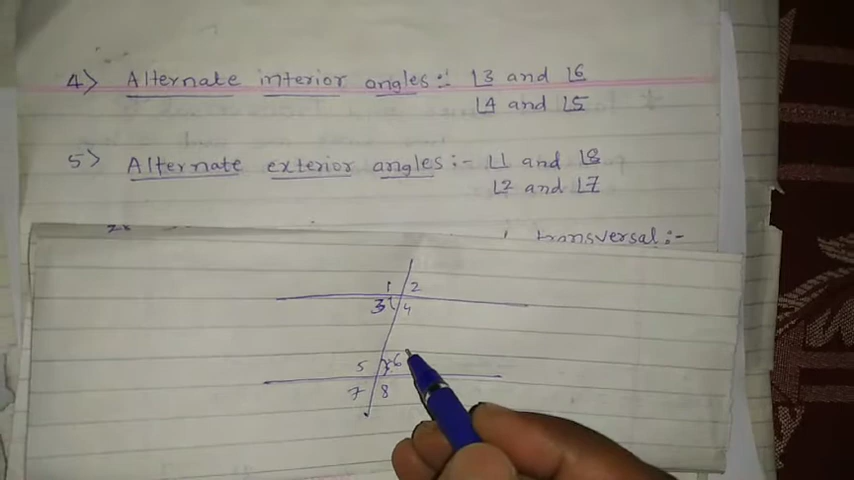 4> Alternate interior angles :- ∠3 and ∠6
∠4 and ∠5
5> Alternate exterior angles :- ∠1 and ∠8
∠2 and ∠7
transversal :-
1 2
3 4
5 6
7 8